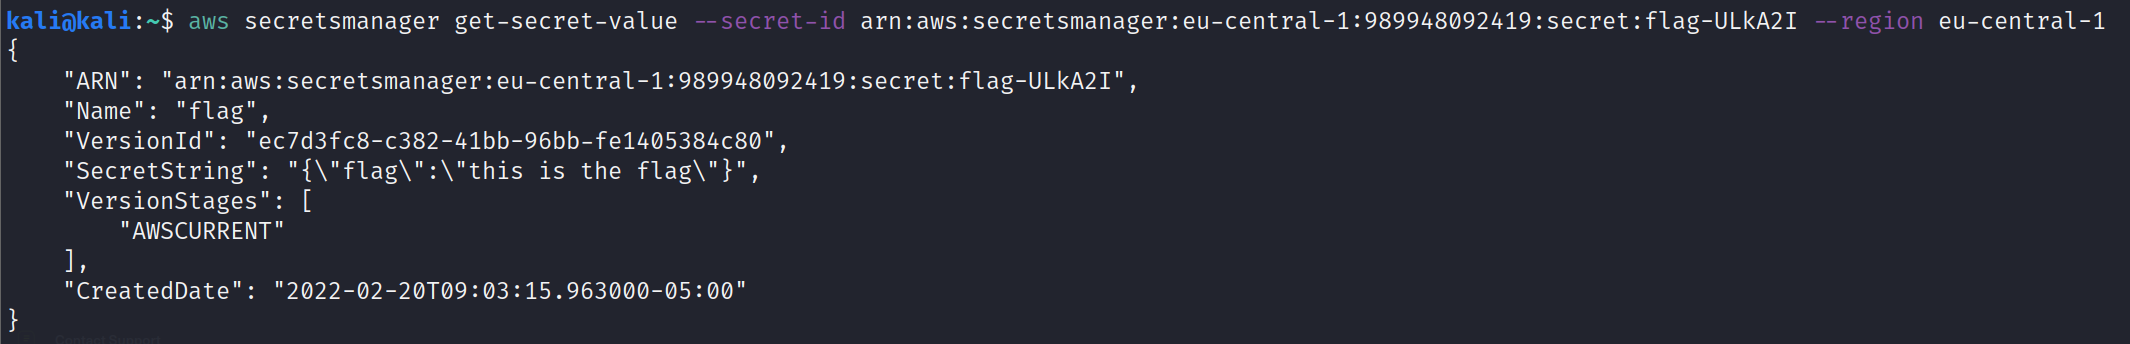 kali@kali:~$ aws secretsmanager get-secret-value --secret-id arn:aws:secretsmanager:eu-central-1:989948092419:secret:flag-ULkA2I --region eu-central-1
{
    "ARN": "arn:aws:secretsmanager:eu-central-1:989948092419:secret:flag-ULkA2I",
    "Name": "flag",
    "VersionId": "ec7d3fc8-c382-41bb-96bb-fe1405384c80",
    "SecretString": "{\"flag\":\"this is the flag\"}",
    "VersionStages": [
        "AWSCURRENT"
    ],
    "CreatedDate": "2022-02-20T09:03:15.963000-05:00"
}
Contact Support